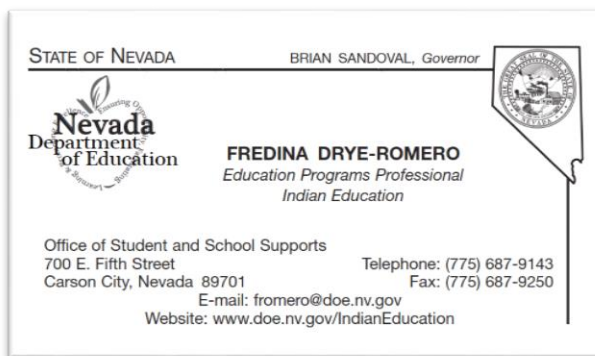 STATE OF NEVADA BRIAN SANDOVAL, Governor
Nevada
Department
of Education
FREDINA DRYE-ROMERO
Education Programs Professional
Indian Education
Office of Student and School Supports
700 E. Fifth Street Telephone: (775) 687-9143
Carson City, Nevada 89701 Fax: (775) 687-9250
E-mail: fromero@doe.nv.gov
Website: www.doe.nv.gov/IndianEducation